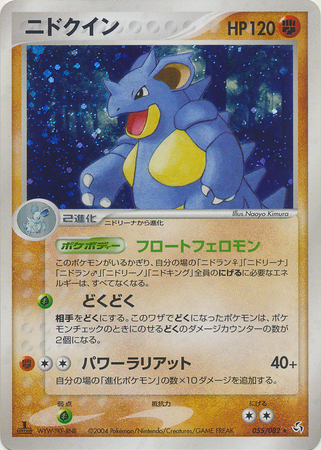 ニドクイン HP120
Illus.Naoyo Kimura
2進化 ニドリーナから進化
ポケボディー フロートフェロモン
このポケモンがいるかぎり、自分の場の「ニドラン♀」「ニドリーナ」
「ニドラン♂」「ニドリーノ」「ニドキング」全員のにげるに必要なエネ
ルギーは、すべてなくなる。
どくどく
相手をどくにする。このワザでどくになったポケモンは、ポ
ケモンチェックのときにのせるどくのダメージカウンターの数が
2個になる。
パワーラリアット 40+
自分の場の「進化ポケモン」の数×10ダメージを追加する。
弱点 抵抗力 にげる
©2004 Pokémon/Nintendo/Creatures/GAME FREAK 055/082 ★